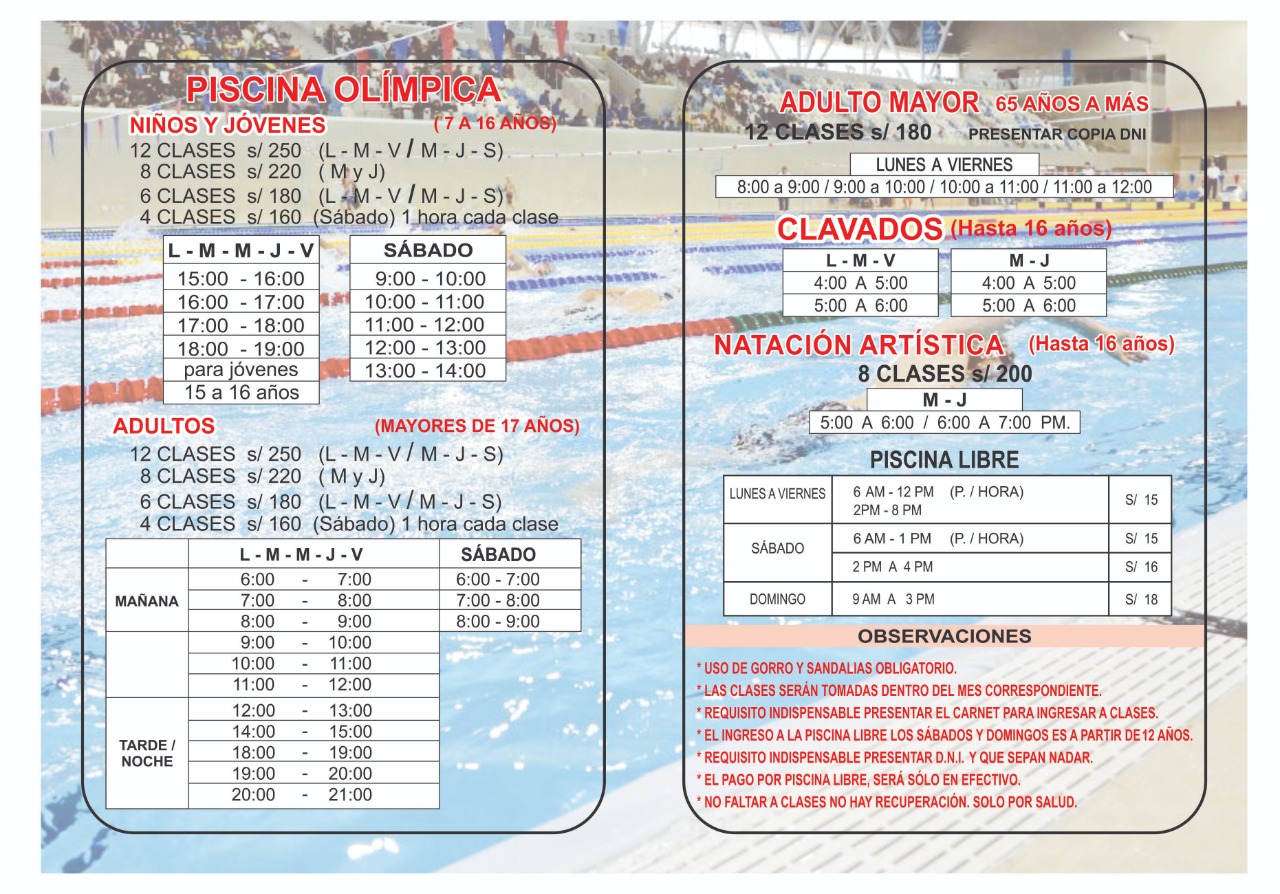 PISCINA OLÍMPICA
NIÑOS Y JÓVENES ( 7 A 16 AÑOS)
12 CLASES s/ 250 (L - M - V / M - J - S)
8 CLASES s/ 220 ( M y J)
6 CLASES s/ 180 (L - M - V / M - J - S)
4 CLASES s/ 160 (Sábado) 1 hora cada clase
L - M - M - J - V SÁBADO
15:00 - 16:00 9:00 - 10:00
16:00 - 17:00 10:00 - 11:00
17:00 - 18:00 11:00 - 12:00
18:00 - 19:00 12:00 - 13:00
para jóvenes 13:00 - 14:00
15 a 16 años
ADULTOS (MAYORES DE 17 AÑOS)
12 CLASES s/ 250 (L - M - V / M - J - S)
8 CLASES s/ 220 ( M y J)
6 CLASES s/ 180 (L - M - V / M - J - S)
4 CLASES s/ 160 (Sábado) 1 hora cada clase
L - M - M - J - V SÁBADO
6:00 - 7:00 6:00 - 7:00
MAÑANA 7:00 - 8:00 7:00 - 8:00
8:00 - 9:00 8:00 - 9:00
9:00 - 10:00
10:00 - 11:00
11:00 - 12:00
12:00 - 13:00
14:00 - 15:00
TARDE / NOCHE 18:00 - 19:00
19:00 - 20:00
20:00 - 21:00
ADULTO MAYOR 65 AÑOS A MÁS
12 CLASES s/ 180 PRESENTAR COPIA DNI
LUNES A VIERNES
8:00 a 9:00 / 9:00 a 10:00 / 10:00 a 11:00 / 11:00 a 12:00
CLAVADOS (Hasta 16 años)
L - M - V M - J
4:00 A 5:00 4:00 A 5:00
5:00 A 6:00 5:00 A 6:00
NATACIÓN ARTÍSTICA (Hasta 16 años)
8 CLASES s/ 200
M - J
5:00 A 6:00 / 6:00 A 7:00 PM.
PISCINA LIBRE
LUNES A VIERNES 6 AM - 12 PM (P. / HORA) S/ 15
2PM - 8 PM
SÁBADO 6 AM - 1 PM (P. / HORA) S/ 15
2 PM A 4 PM S/ 16
DOMINGO 9 AM A 3 PM S/ 18
OBSERVACIONES
* USO DE GORRO Y SANDALIAS OBLIGATORIO.
* LAS CLASES SERÁN TOMADAS DENTRO DEL MES CORRESPONDIENTE.
* REQUISITO INDISPENSABLE PRESENTAR EL CARNET PARA INGRESAR A CLASES.
* EL INGRESO A LA PISCINA LIBRE LOS SÁBADOS Y DOMINGOS ES A PARTIR DE 12 AÑOS.
* REQUISITO INDISPENSABLE PRESENTAR D.N.I. Y QUE SEPAN NADAR.
* EL PAGO POR PISCINA LIBRE, SERÁ SÓLO EN EFECTIVO.
* NO FALTAR A CLASES NO HAY RECUPERACIÓN. SOLO POR SALUD.